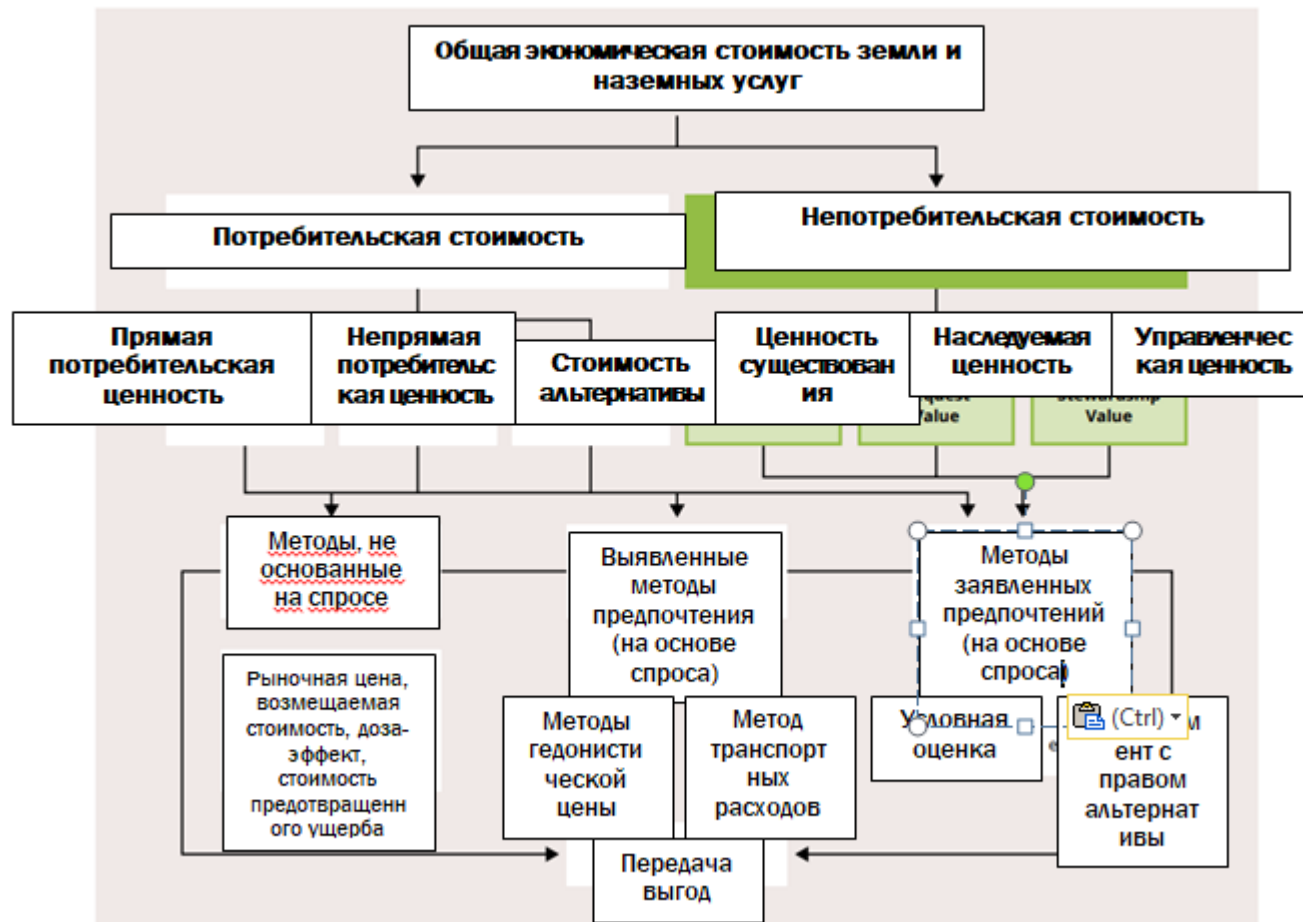 Общая экономическая стоимость земли и
наземных услуг
Потребительская стоимость
Непотребительская стоимость
Прямая
потребительская
ценность
Непрямая
потребительс
кая ценность
Стоимость
альтернативы
Ценность
существован
ия
Наследуемая
ценность
Управленчес
кая ценность
Value
Value
Методы, не
основанные
на спросе
Выявленные
методы
предпочтения
(на основе
спроса)
Методы
заявленных
предпочтений
(на основе
спроса)
Рыночная цена,
возмещаемая
стоимость, доза-
эффект,
стоимость
предотвращенн
ого ущерба
Методы
гедонисти
ческой
цены
Метод
транспорт
ных
расходов
Условная
оценка
(Ctrl)
ент с
правом
альтернат
ивы
Передача
выгод